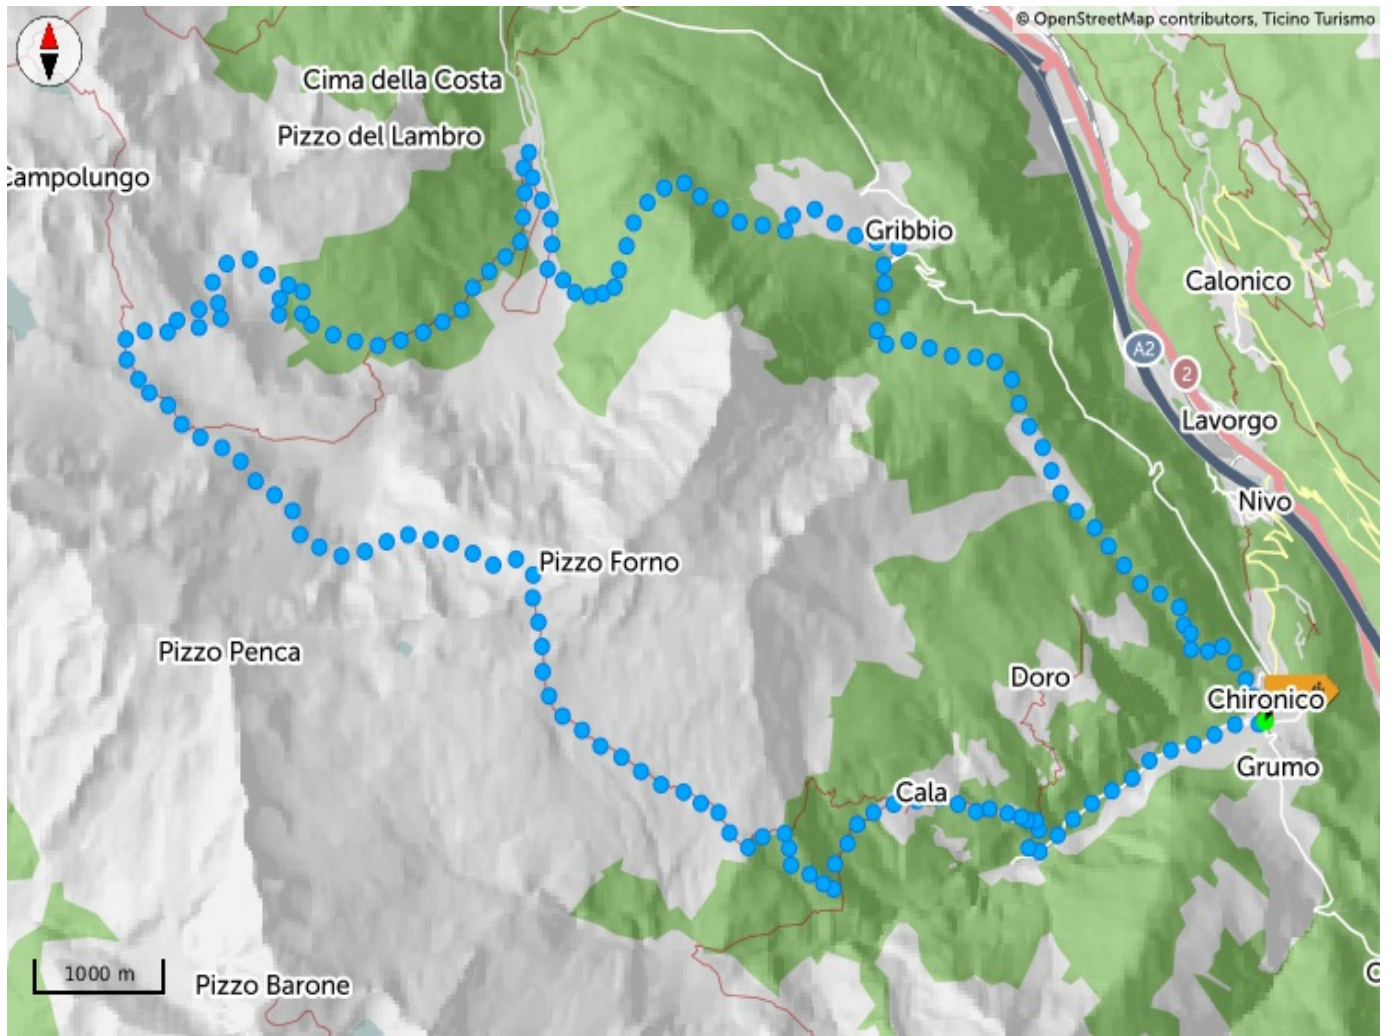 © OpenStreetMap contributors, Ticino Turismo
Cima della Costa
Pizzo del Lambro
Campolungo
Gribbio
Calonico
A2
2
Lavorgo
Nivo
Pizzo Forno
Pizzo Penca
Doro
Chironico
Grumo
Cala
1000 m
Pizzo Barone